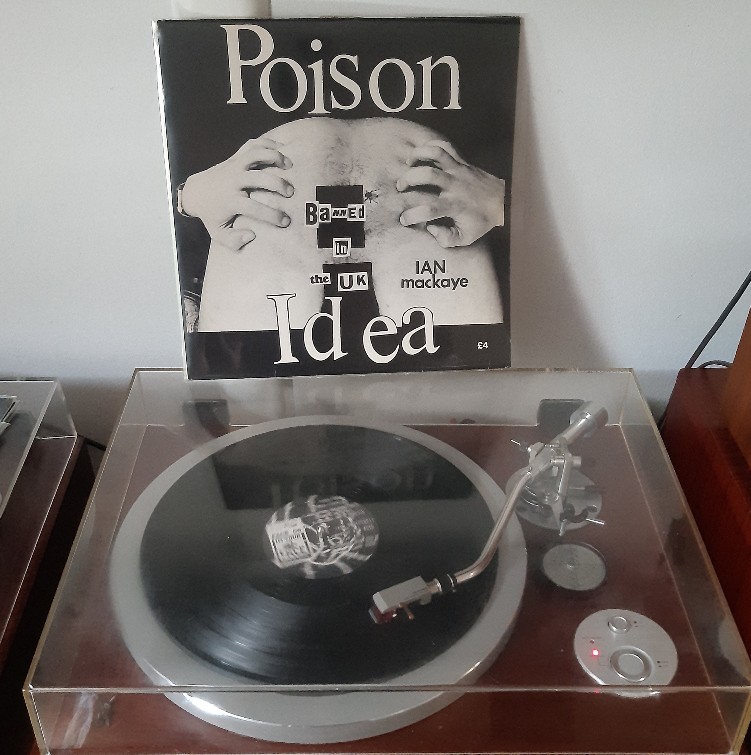 Poison
BanNEd
in
the UK
IAN
mackaye
Idea
£4